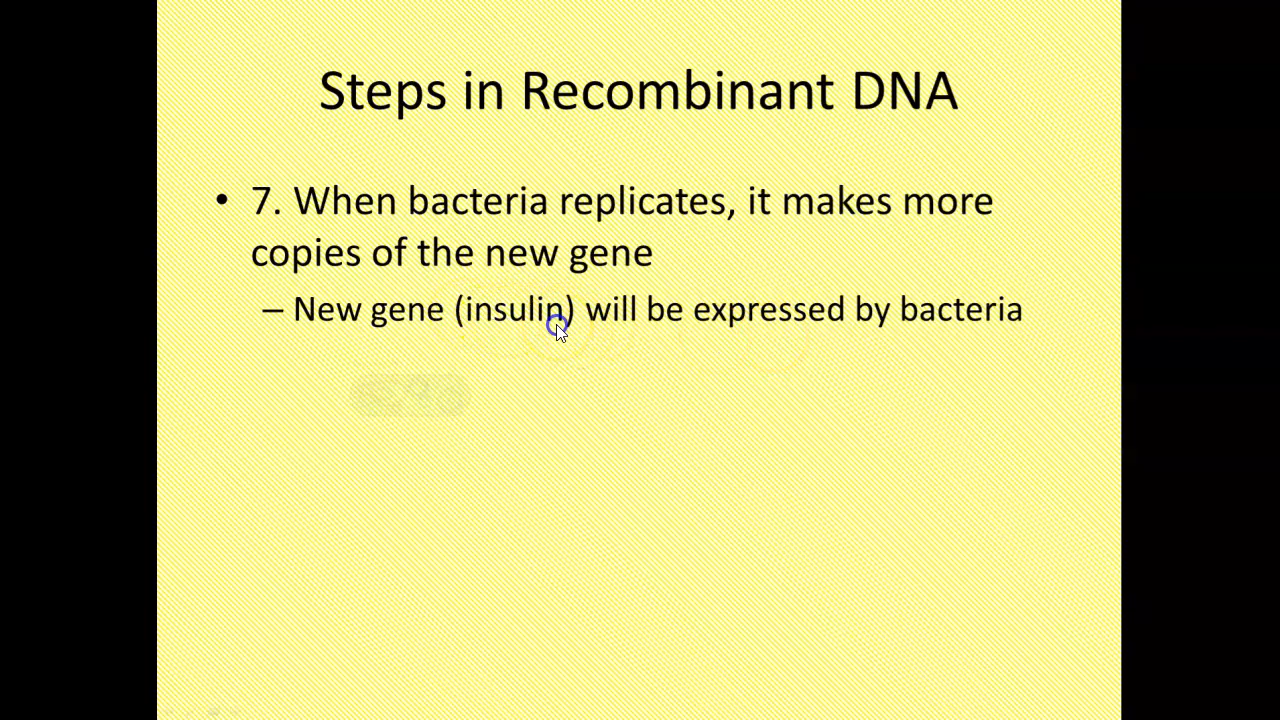 Steps in Recombinant DNA
• 7. When bacteria replicates, it makes more
copies of the new gene
– New gene (insulin) will be expressed by bacteria